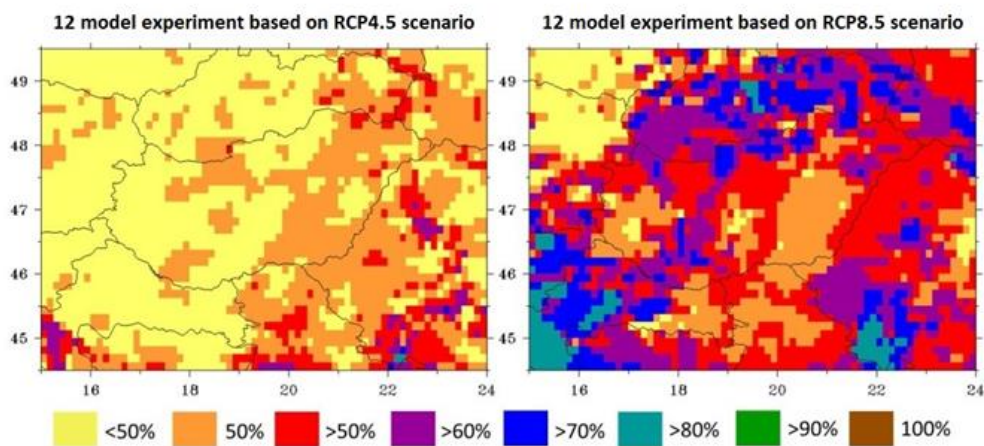 12 model experiment based on RCP4.5 scenario
12 model experiment based on RCP8.5 scenario
49
48
47
46
45
16 18 20 22 24
49
48
47
46
45
16 18 20 22 24
<50% 50% >50% >60% >70% >80% >90% 100%